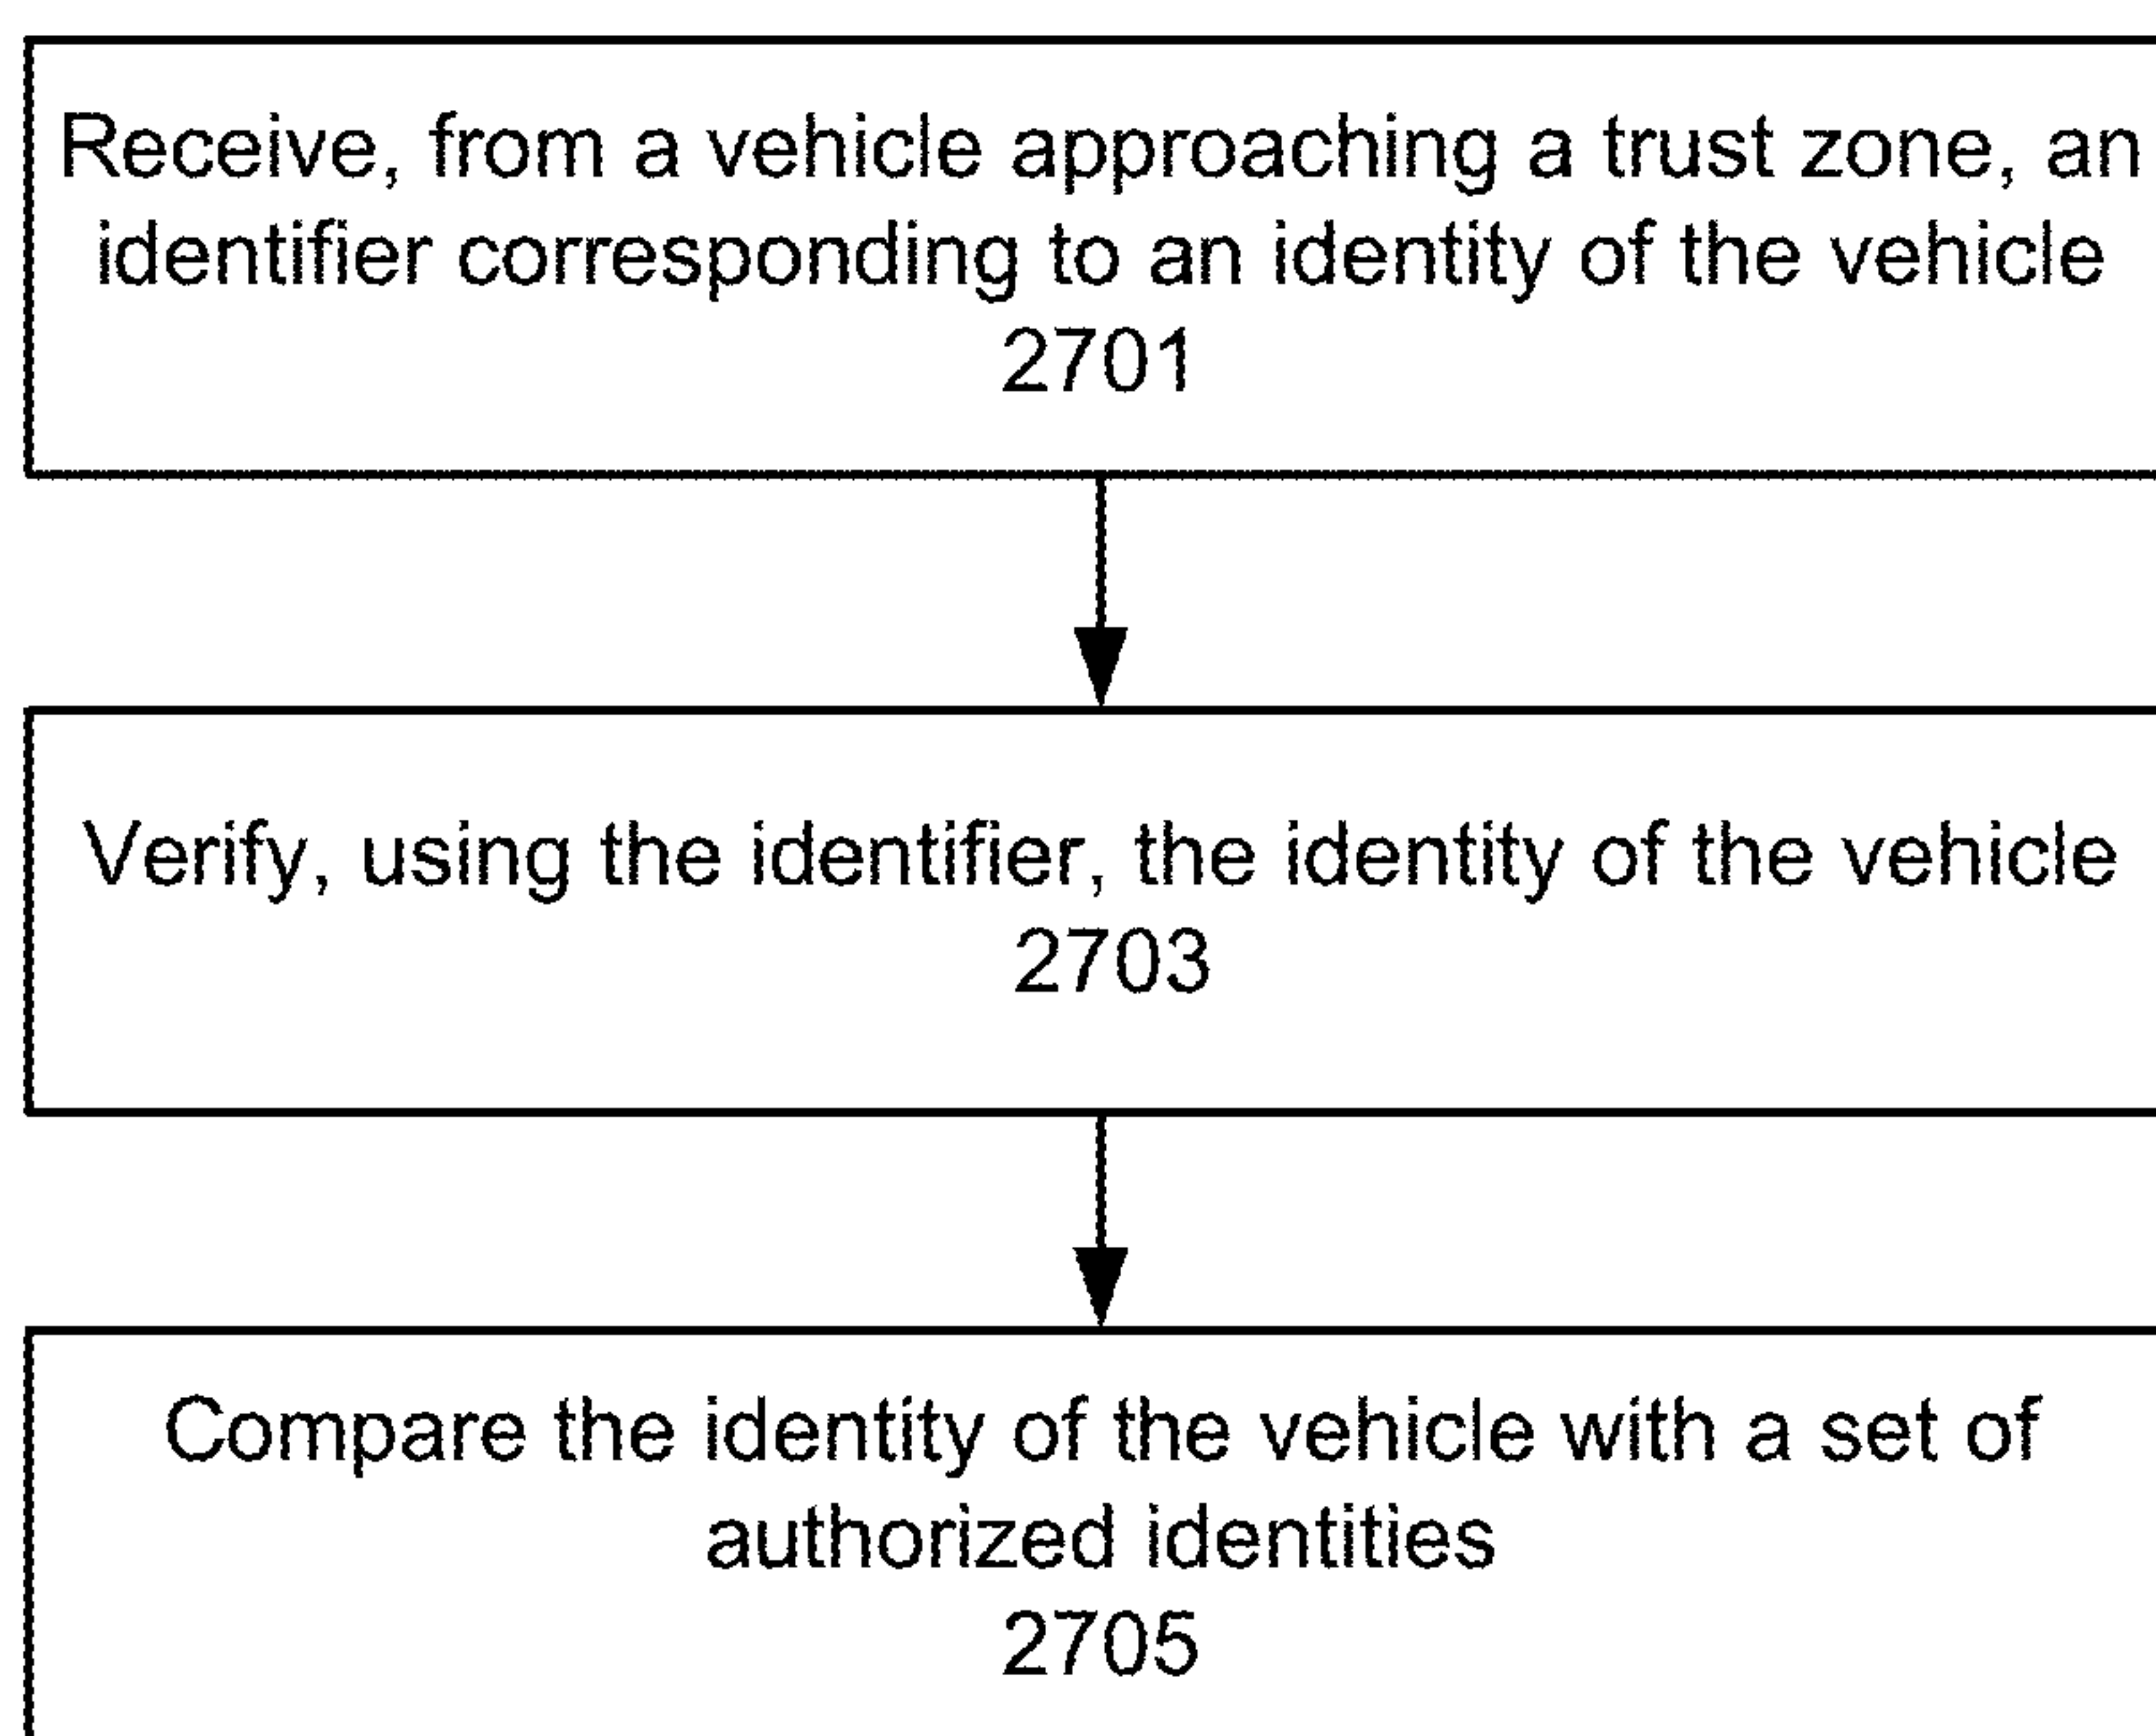 Receive, from a vehicle approaching a trust zone, an
identifier corresponding to an identity of the vehicle
2701
Verify, using the identifier, the identity of the vehicle
2703
Compare the identity of the vehicle with a set of
authorized identities
2705